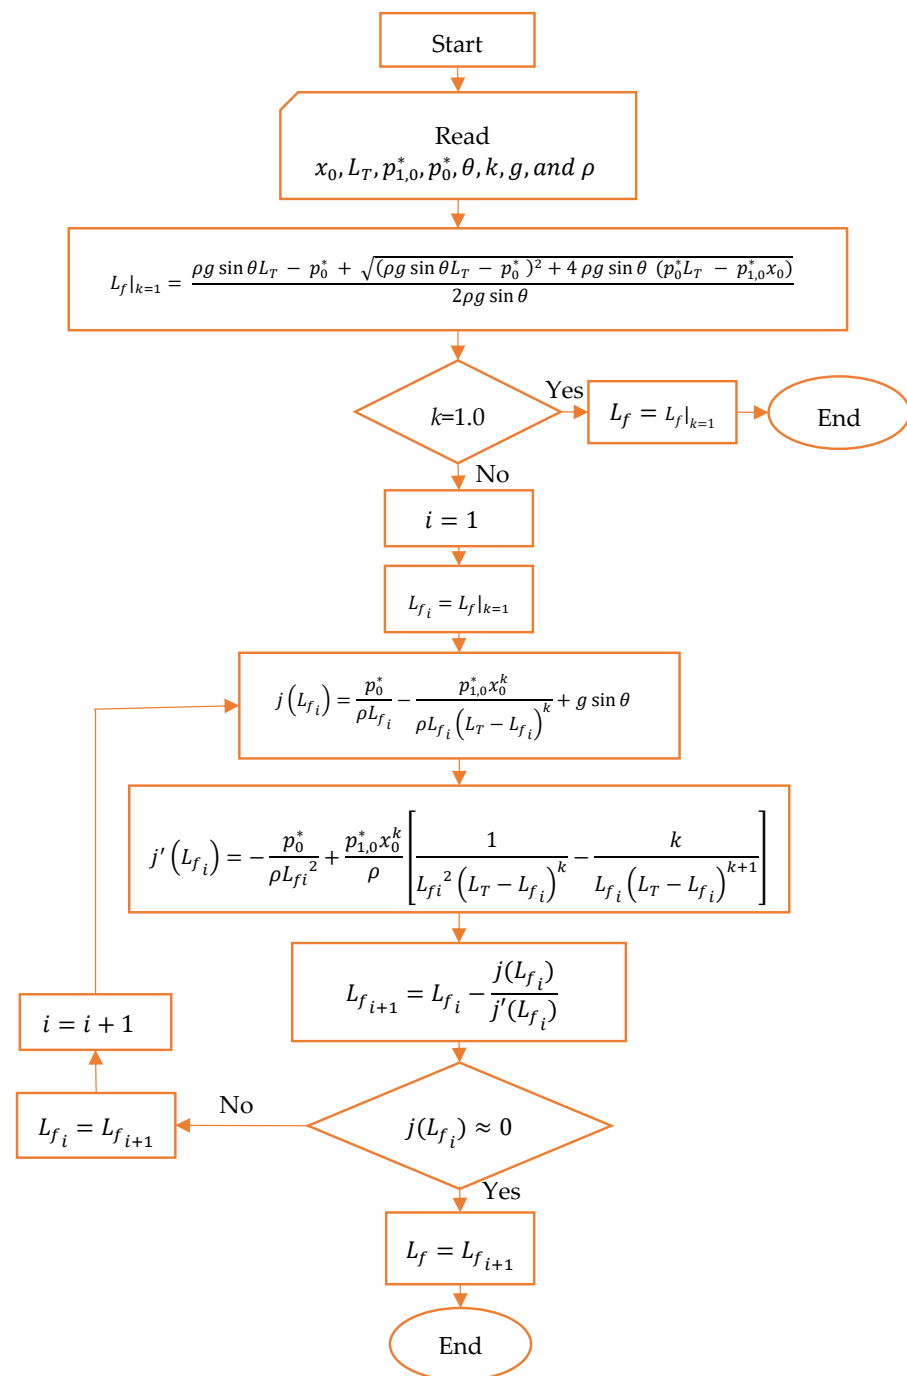 Start
Read
x₀, L_T, p*₁,₀, p*₀, θ, k, g, and ρ
L_f|ₖ₌₁ = (ρg sin θL_T − p*₀ + √((ρg sin θL_T − p*₀ )² + 4 ρg sin θ (p*₀L_T − p*₁,₀x₀))) / (2ρg sin θ)
k=1.0
Yes
L_f = L_f|ₖ₌₁
End
No
i = 1
L_{f_i} = L_f|ₖ₌₁
j (L_{f_i}) = p*₀/(ρL_{f_i}) − p*₁,₀x₀ᵏ/(ρL_{f_i} (L_T − L_{f_i})ᵏ) + g sin θ
j′ (L_{f_i}) = − p*₀/(ρL_{fi}²) + p*₁,₀x₀ᵏ/ρ [1/(L_{fi}² (L_T − L_{f_i})ᵏ) − k/(L_{f_i} (L_T − L_{f_i})ᵏ⁺¹)]
L_{f_{i+1}} = L_{f_i} − j(L_{f_i})/j′(L_{f_i})
i = i + 1
No
L_{f_i} = L_{f_{i+1}}
j(L_{f_i}) ≈ 0
Yes
L_f = L_{f_{i+1}}
End